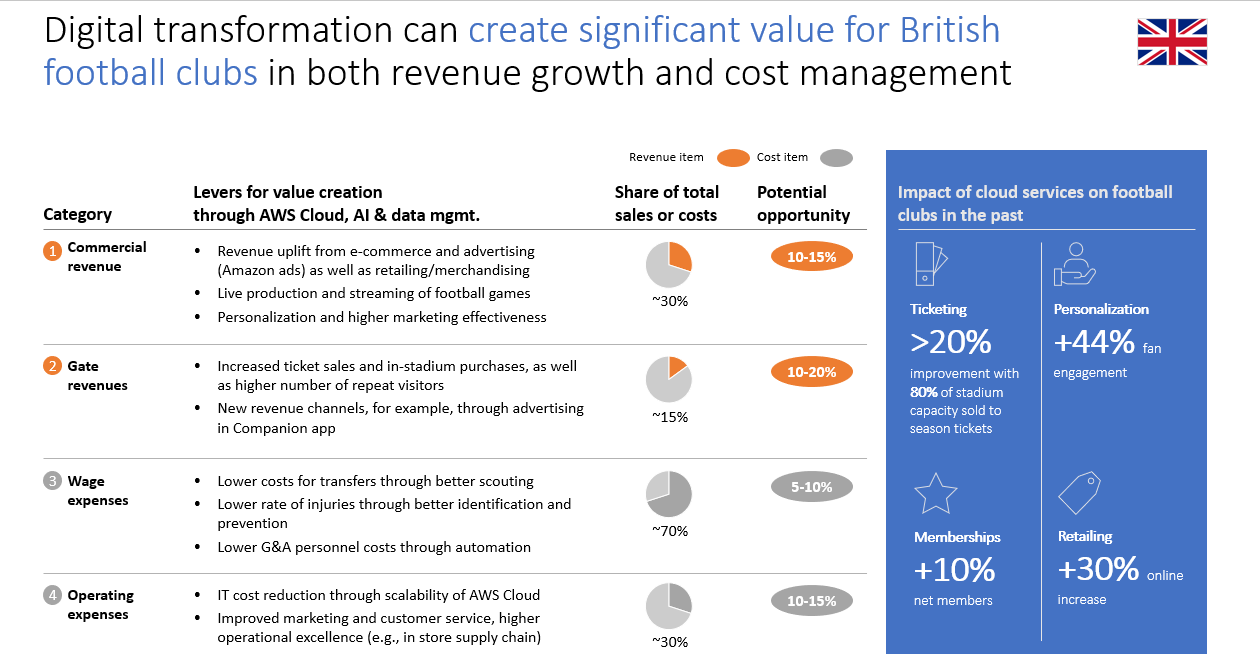 Digital transformation can create significant value for British
football clubs in both revenue growth and cost management
Revenue item
Cost item
Category
Levers for value creation
through AWS Cloud, AI & data mgmt.
Share of total
sales or costs
Potential
opportunity
1 Commercial
revenue
• Revenue uplift from e-commerce and advertising
(Amazon ads) as well as retailing/merchandising
• Live production and streaming of football games
• Personalization and higher marketing effectiveness
~30%
10-15%
2 Gate
revenues
• Increased ticket sales and in-stadium purchases, as well
as higher number of repeat visitors
• New revenue channels, for example, through advertising
in Companion app
~15%
10-20%
3 Wage
expenses
• Lower costs for transfers through better scouting
• Lower rate of injuries through better identification and
prevention
• Lower G&A personnel costs through automation
~70%
5-10%
4 Operating
expenses
• IT cost reduction through scalability of AWS Cloud
• Improved marketing and customer service, higher
operational excellence (e.g., in store supply chain)
~30%
10-15%
Impact of cloud services on football
clubs in the past
Ticketing
>20%
improvement with
80% of stadium
capacity sold to
season tickets
Personalization
+44% fan
engagement
Memberships
+10%
net members
Retailing
+30% online
increase